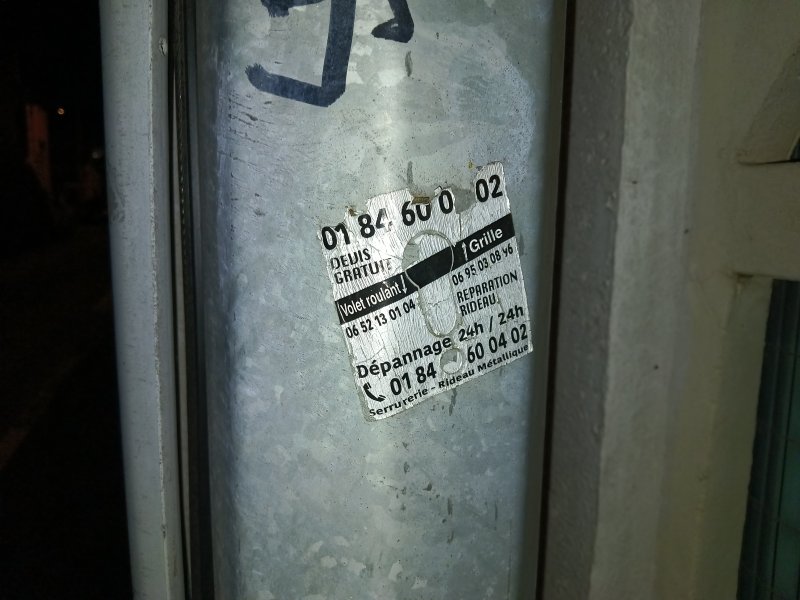 01 84 60 0 02
DEVIS
GRATUIT
Volet roulant / Grille
06 52 13 01 04
06 95 03 08 46
REPARATION
RIDEAU
Dépannage 24h / 24h
01 84 60 04 02
Serrurerie - Rideau Métallique